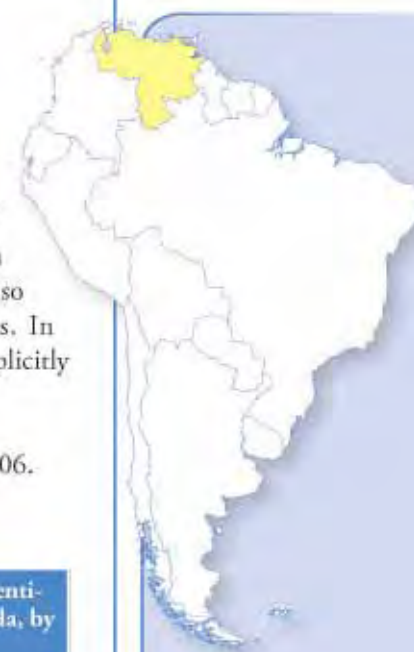 so
s. In
plicitly
06.
enti-
da, by